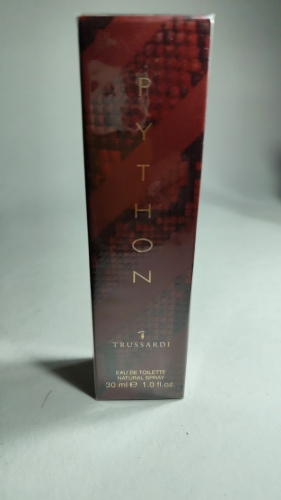 PYTHON
TRUSSARDI
EAU DE TOILETTE
NATURAL SPRAY
30 ml ℮ 1.0 fl.oz.